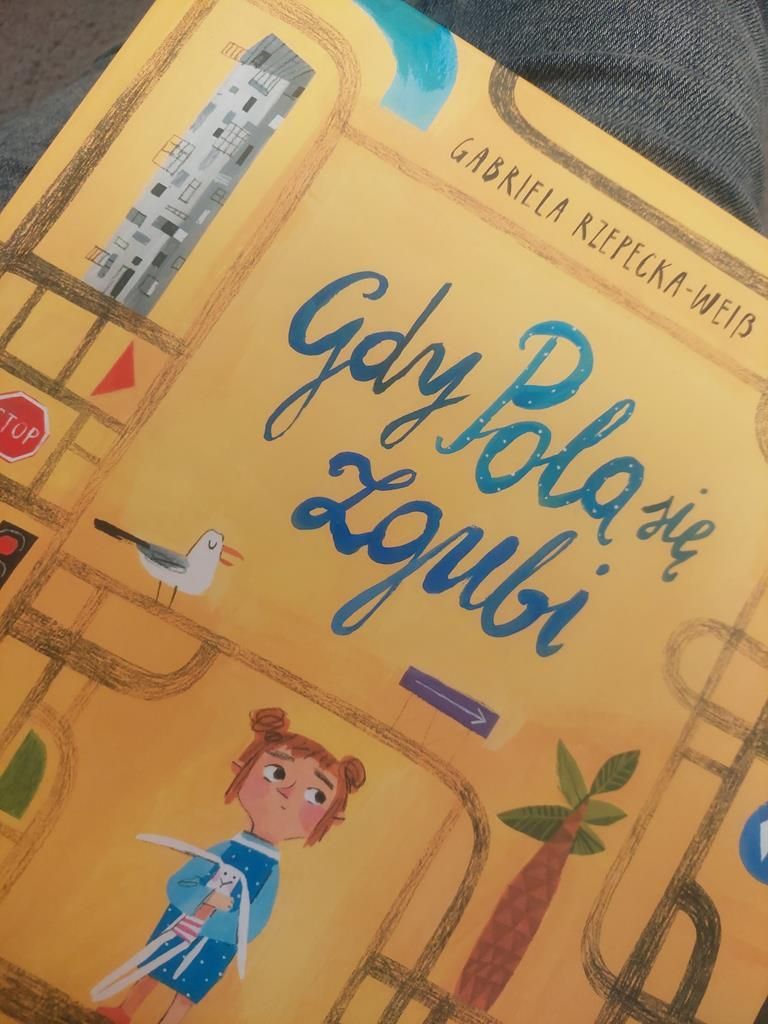 GABRIELA RZEPECKA-WEIß
Gdy Pola się
Zgubi
STOP